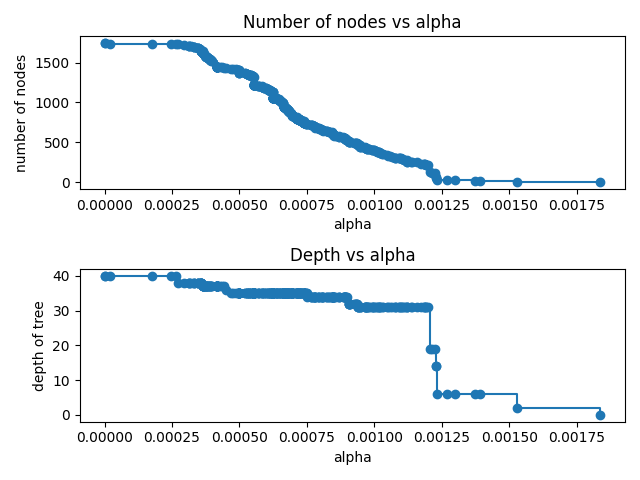 Number of nodes vs alpha
number of nodes
1500
1000
500
0
0.00000 0.00025 0.00050 0.00075 0.00100 0.00125 0.00150 0.00175
alpha
Depth vs alpha
depth of tree
40
30
20
10
0
0.00000 0.00025 0.00050 0.00075 0.00100 0.00125 0.00150 0.00175
alpha